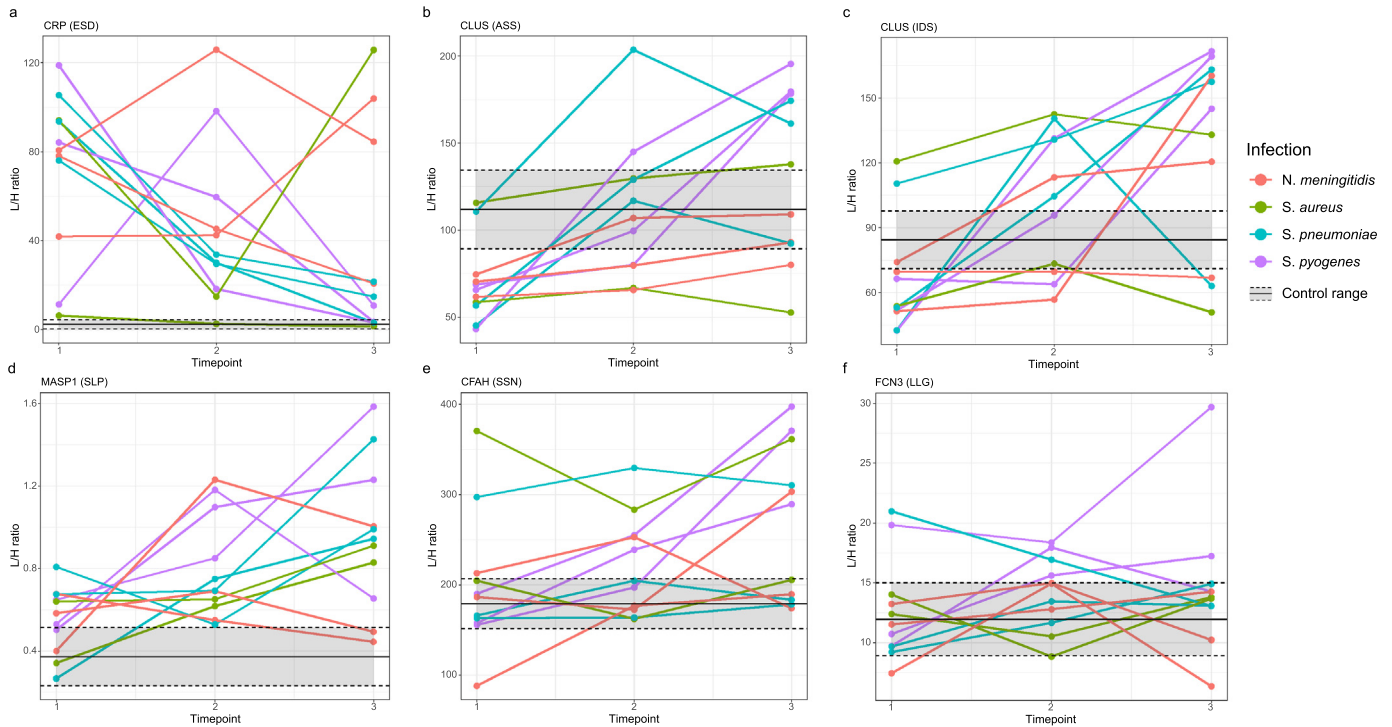 a
CRP (ESD)
L/H ratio
120
80
40
0
1
2
3
Timepoint
b
CLUS (ASS)
L/H ratio
200
150
100
50
1
2
3
Timepoint
c
CLUS (IDS)
L/H ratio
150
120
90
60
1
2
3
Timepoint
Infection
N. meningitidis
S. aureus
S. pneumoniae
S. pyogenes
Control range
d
MASP1 (SLP)
L/H ratio
1.6
1.2
0.8
0.4
1
2
3
Timepoint
e
CFAH (SSN)
L/H ratio
400
300
200
100
1
2
3
Timepoint
f
FCN3 (LLG)
L/H ratio
30
25
20
15
10
1
2
3
Timepoint